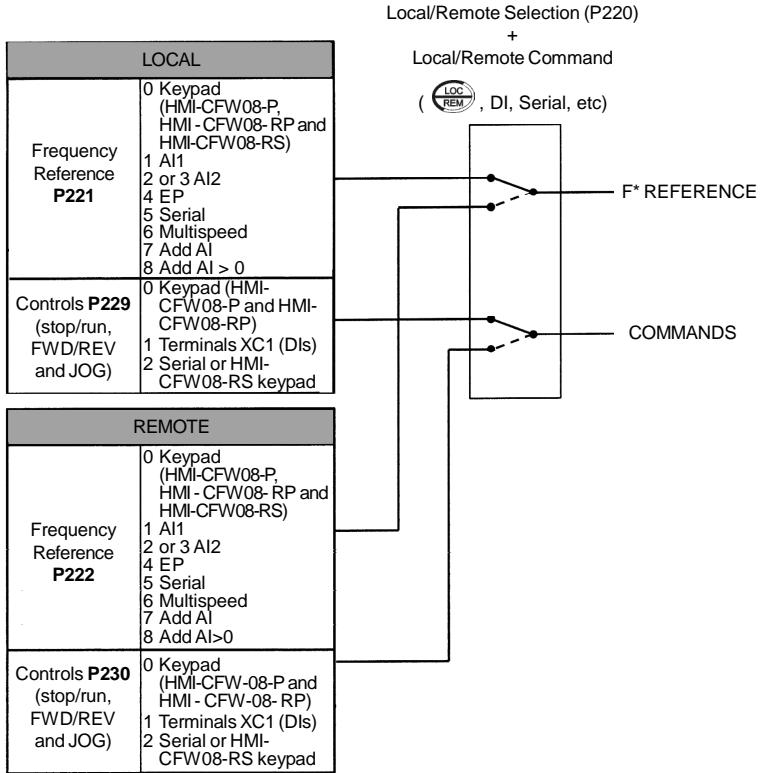 Local/Remote Selection (P220)
+
Local/Remote Command
( LOC REM , DI, Serial, etc)
LOCAL
Frequency
Reference
P221
0 Keypad
(HMI-CFW08-P,
HMI - CFW08- RP and
HMI-CFW08-RS)
1 AI1
2 or 3 AI2
4 EP
5 Serial
6 Multispeed
7 Add AI
8 Add AI > 0
Controls P229
(stop/run,
FWD/REV
and JOG)
0 Keypad (HMI-
CFW08-P and HMI-
CFW08-RP)
1 Terminals XC1 (DIs)
2 Serial or HMI-
CFW08-RS keypad
F* REFERENCE
COMMANDS
REMOTE
Frequency
Reference
P222
0 Keypad
(HMI-CFW08-P,
HMI - CFW08- RP and
HMI-CFW08-RS)
1 AI1
2 or 3 AI2
4 EP
5 Serial
6 Multispeed
7 Add AI
8 Add AI>0
Controls P230
(stop/run,
FWD/REV
and JOG)
0 Keypad
(HMI-CFW-08-P and
HMI - CFW-08- RP)
1 Terminals XC1 (DIs)
2 Serial or HMI-
CFW08-RS keypad